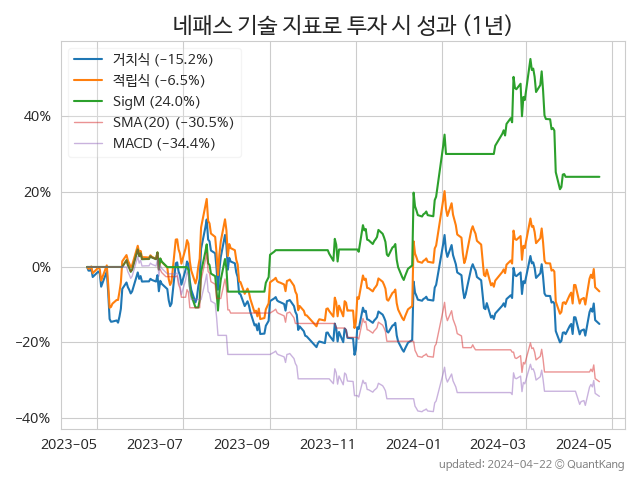 네패스 기술 지표로 투자 시 성과 (1년)
거치식 (−15.2%)
적립식 (−6.5%)
SigM (24.0%)
SMA(20) (−30.5%)
MACD (−34.4%)
40%
20%
0%
−20%
−40%
2023-05 2023-07 2023-09 2023-11 2024-01 2024-03 2024-05
updated: 2024-04-22 © QuantKang